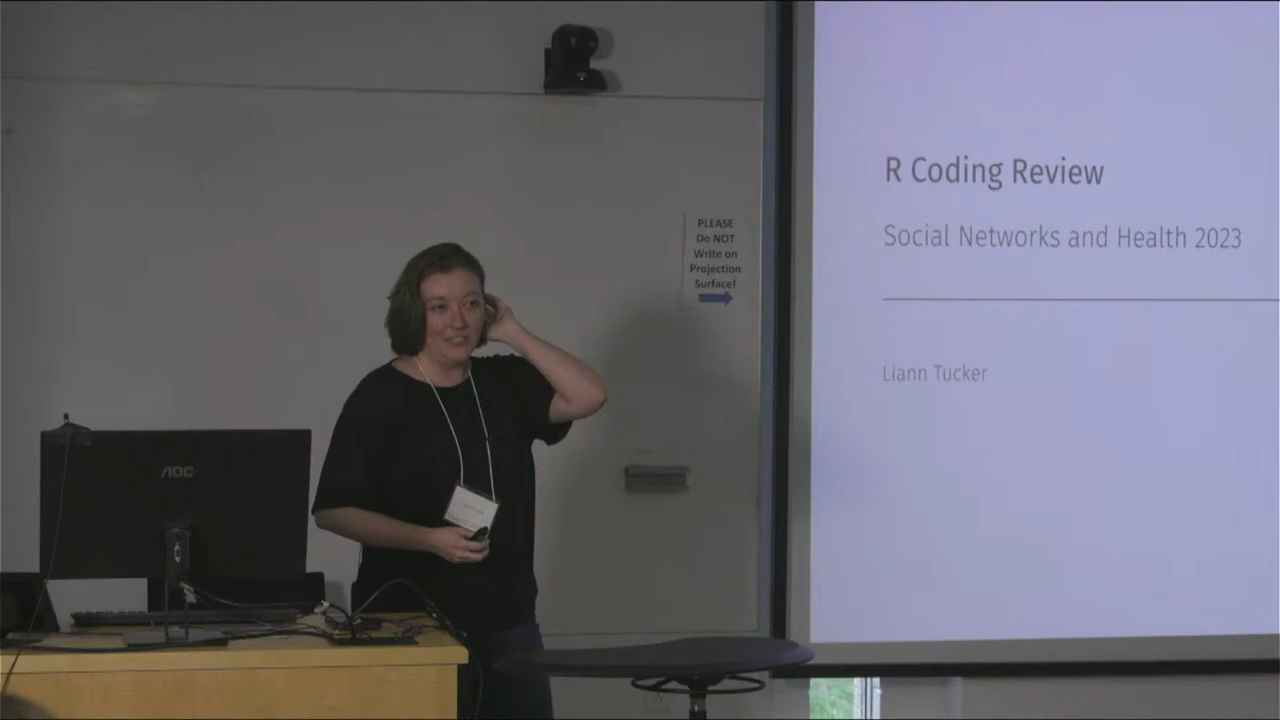 R Coding Review
Social Networks and Health 2023
Liann Tucker
PLEASE
Do NOT
Write on
Projection
Surface!
AOC